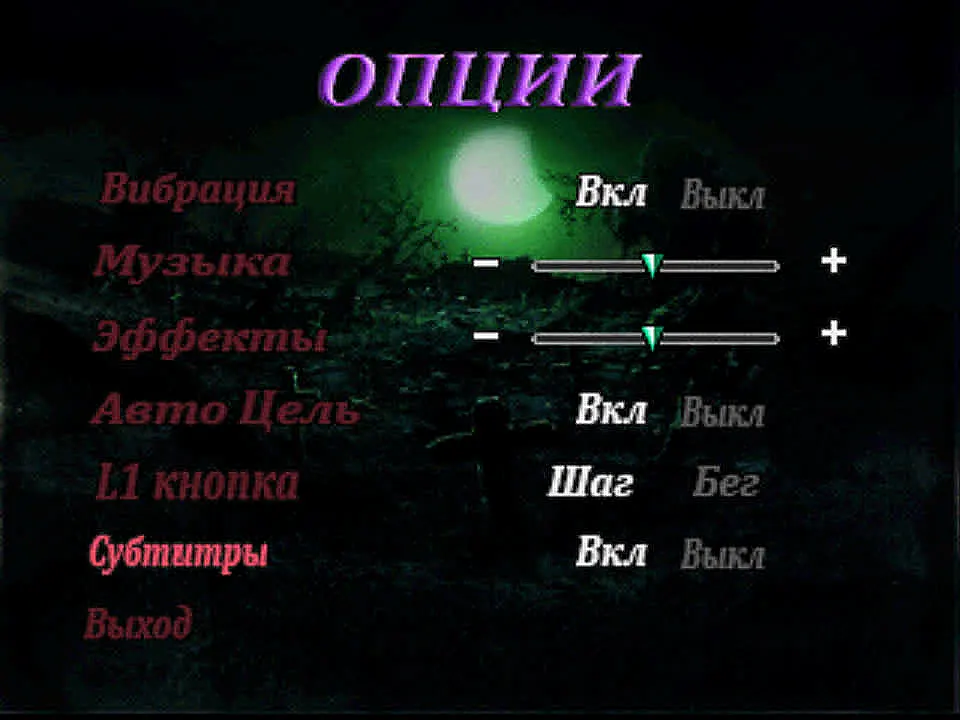 ОПЦИИ
Вибрация Вкл Выкл
Музыка - +
Эффекты - +
Авто Цель Вкл Выкл
L1 кнопка Шаг Бег
Субтитры Вкл Выкл
Выход